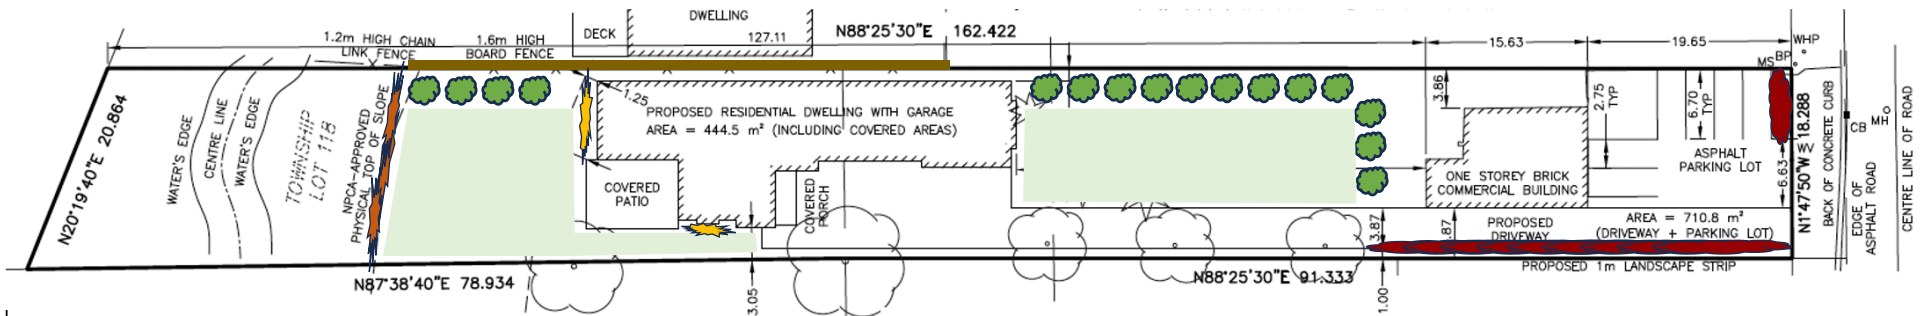 DWELLING
DECK
127.11
N88°25'30"E 162.422
1.2m HIGH CHAIN
LINK FENCE
1.6m HIGH
BOARD FENCE
15.63
19.65
WHP
MS
BP
N20°19'40"E 20.864
WATER'S EDGE
CENTRE LINE
WATER'S EDGE
TOWNSHIP
LOT 118
NPCA-APPROVED
PHYSICAL TOP OF SLOPE
1.25
PROPOSED RESIDENTIAL DWELLING WITH GARAGE
AREA = 444.5 m² (INCLUDING COVERED AREAS)
COVERED
PATIO
COVERED
PORCH
3.86
2.75
TYP
6.70
TYP
ASPHALT
PARKING LOT
ONE STOREY BRICK
COMMERCIAL BUILDING
WV
6.63
N1°47'50"W 18.288
BACK OF CONCRETE CURB
CB
MH
EDGE OF
ASPHALT ROAD
CENTRE LINE OF ROAD
3.87
.87
PROPOSED
DRIVEWAY
AREA = 710.8 m²
(DRIVEWAY + PARKING LOT)
PROPOSED 1m LANDSCAPE STRIP
N87°38'40"E 78.934
3.05
N88°25'30"E 91.333
1.00